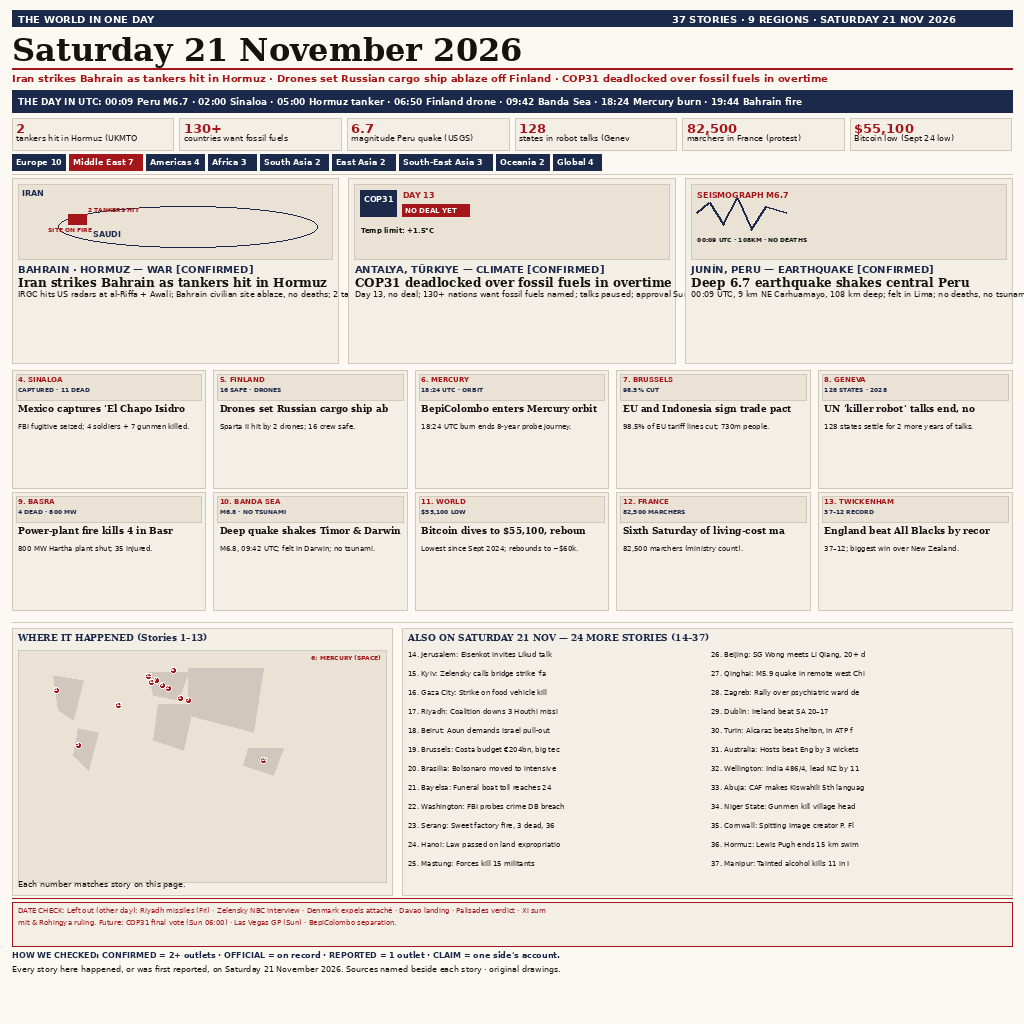 THE WORLD IN ONE DAY
37 STORIES · 9 REGIONS · SATURDAY 21 NOV 2026
Saturday 21 November 2026
Iran strikes Bahrain as tankers hit in Hormuz · Drones set Russian cargo ship ablaze off Finland · COP31 deadlocked over fossil fuels in overtime
THE DAY IN UTC: 00:09 Peru M6.7 · 02:00 Sinaloa · 05:00 Hormuz tanker · 06:50 Finland drone · 09:42 Banda Sea · 18:24 Mercury burn · 19:44 Bahrain fire
2
tankers hit in Hormuz (UKMTO
130+
countries want fossil fuels
6.7
magnitude Peru quake (USGS)
128
states in robot talks (Genev
82,500
marchers in France (protest)
$55,100
Bitcoin low (Sept 24 low)
Europe 10
Middle East 7
Americas 4
Africa 3
South Asia 2
East Asia 2
South-East Asia 3
Oceania 2
Global 4
IRAN
2 TANKERS HIT
SITE ON FIRE
SAUDI
BAHRAIN · HORMUZ — WAR [CONFIRMED]
Iran strikes Bahrain as tankers hit in Hormuz
IRGC hits US radars at al-Riffa + Awali; Bahrain civilian site ablaze, no deaths; 2 ta
COP31
DAY 13
NO DEAL YET
Temp limit: +1.5°C
ANTALYA, TÜRKIYE — CLIMATE [CONFIRMED]
COP31 deadlocked over fossil fuels in overtime
Day 13, no deal; 130+ nations want fossil fuels named; talks paused; approval Su
SEISMOGRAPH M6.7
00:09 UTC · 108KM · NO DEATHS
JUNÍN, PERU — EARTHQUAKE [CONFIRMED]
Deep 6.7 earthquake shakes central Peru
00:09 UTC, 9 km NE Carhuamayo, 108 km deep; felt in Lima; no deaths, no tsunam
4. SINALOA
CAPTURED · 11 DEAD
Mexico captures 'El Chapo Isidro
FBI fugitive seized; 4 soldiers + 7 gunmen killed.
5. FINLAND
16 SAFE · DRONES
Drones set Russian cargo ship ab
Sparta II hit by 2 drones; 16 crew safe.
6. MERCURY
18:24 UTC · ORBIT
BepiColombo enters Mercury orbit
18:24 UTC burn ends 8-year probe journey.
7. BRUSSELS
98.5% CUT
EU and Indonesia sign trade pact
98.5% of EU tariff lines cut; 730m people.
8. GENEVA
128 STATES · 2028
UN 'killer robot' talks end, no
128 states settle for 2 more years of talks.
9. BASRA
4 DEAD · 800 MW
Power-plant fire kills 4 in Basr
800 MW Hartha plant shut; 35 injured.
10. BANDA SEA
M6.8 · NO TSUNAMI
Deep quake shakes Timor & Darwin
M6.8, 09:42 UTC; felt in Darwin; no tsunami.
11. WORLD
$55,100 LOW
Bitcoin dives to $55,100, reboun
Lowest since Sept 2024; rebounds to ~$60k.
12. FRANCE
82,500 MARCHERS
Sixth Saturday of living-cost ma
82,500 marchers (ministry count).
13. TWICKENHAM
37–12 RECORD
England beat All Blacks by recor
37–12; biggest win over New Zealand.
WHERE IT HAPPENED (Stories 1–13)
6: MERCURY (SPACE)
Each number matches story on this page.
ALSO ON SATURDAY 21 NOV — 24 MORE STORIES (14–37)
14. Jerusalem: Eisenkot invites Likud talk
15. Kyiv: Zelensky calls bridge strike 'fa
16. Gaza City: Strike on food vehicle kill
17. Riyadh: Coalition downs 3 Houthi missi
18. Beirut: Aoun demands Israel pull-out
19. Brussels: Costa budget €204bn, big tec
20. Brasilia: Bolsonaro moved to intensive
21. Bayelsa: Funeral boat toll reaches 24
22. Washington: FBI probes crime DB breach
23. Serang: Sweet factory fire, 3 dead, 36
24. Hanoi: Law passed on land expropriatio
25. Mastung: Forces kill 15 militants
26. Beijing: SG Wong meets Li Qiang, 20+ d
27. Qinghai: M5.9 quake in remote west Chi
28. Zagreb: Rally over psychiatric ward de
29. Dublin: Ireland beat SA 20–17
30. Turin: Alcaraz beats Shelton, in ATP f
31. Australia: Hosts beat Eng by 3 wickets
32. Wellington: India 486/4, lead NZ by 11
33. Abuja: CAF makes Kiswahili 5th languag
34. Niger State: Gunmen kill village head
35. Cornwall: Spitting Image creator P. Fl
36. Hormuz: Lewis Pugh ends 15 km swim
37. Manipur: Tainted alcohol kills 11 in I
DATE CHECK: Left out (other day): Riyadh missiles (Fri) · Zelensky NBC interview · Denmark expels attaché · Davao landing · Palisades verdict · Xi sum
mit & Rohingya ruling. Future: COP31 final vote (Sun 06:00) · Las Vegas GP (Sun) · BepiColombo separation.
HOW WE CHECKED: CONFIRMED = 2+ outlets · OFFICIAL = on record · REPORTED = 1 outlet · CLAIM = one side's account.
Every story here happened, or was first reported, on Saturday 21 November 2026. Sources named beside each story · original drawings.